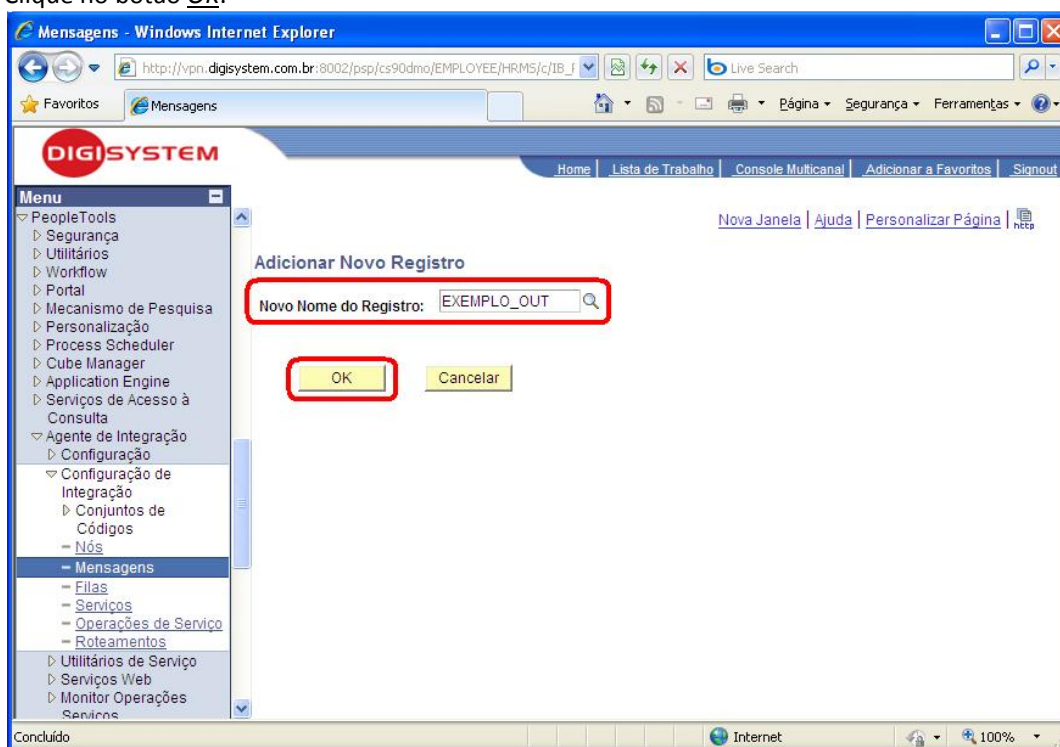 Clique no botão OK.
Mensagens - Windows Internet Explorer
http://vpn.digisystem.com.br:8002/psp/cs90dmo/EMPLOYEE/HRMS/c/IB_F
Live Search
Favoritos
Mensagens
Página
Segurança
Ferramentas
DIGISYSTEM
Home
Lista de Trabalho
Console Multicanal
Adicionar a Favoritos
Signout
Menu
PeopleTools
Segurança
Utilitários
Workflow
Portal
Mecanismo de Pesquisa
Personalização
Process Scheduler
Cube Manager
Application Engine
Serviços de Acesso à
Consulta
Agente de Integração
Configuração
Configuração de
Integração
Conjuntos de
Códigos
Nós
Mensagens
Filas
Serviços
Operações de Serviço
Roteamentos
Utilitários de Serviço
Serviços Web
Monitor Operações
Serviços
Nova Janela | Ajuda | Personalizar Página |
http
Adicionar Novo Registro
Novo Nome do Registro: EXEMPLO_OUT
OK
Cancelar
Concluído
Internet
100%